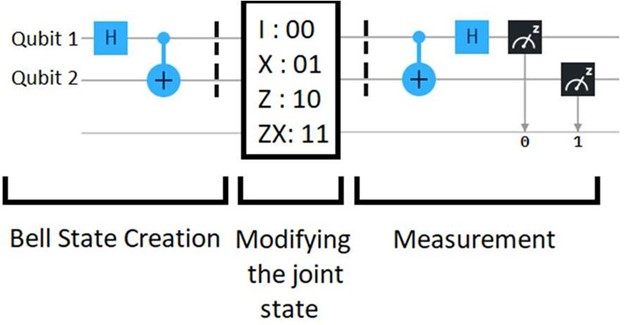 Qubit 1
H
I : 00
X : 01
Z : 10
ZX: 11
H
z
Qubit 2
z
0
1
Bell State Creation
Modifying
the joint
state
Measurement